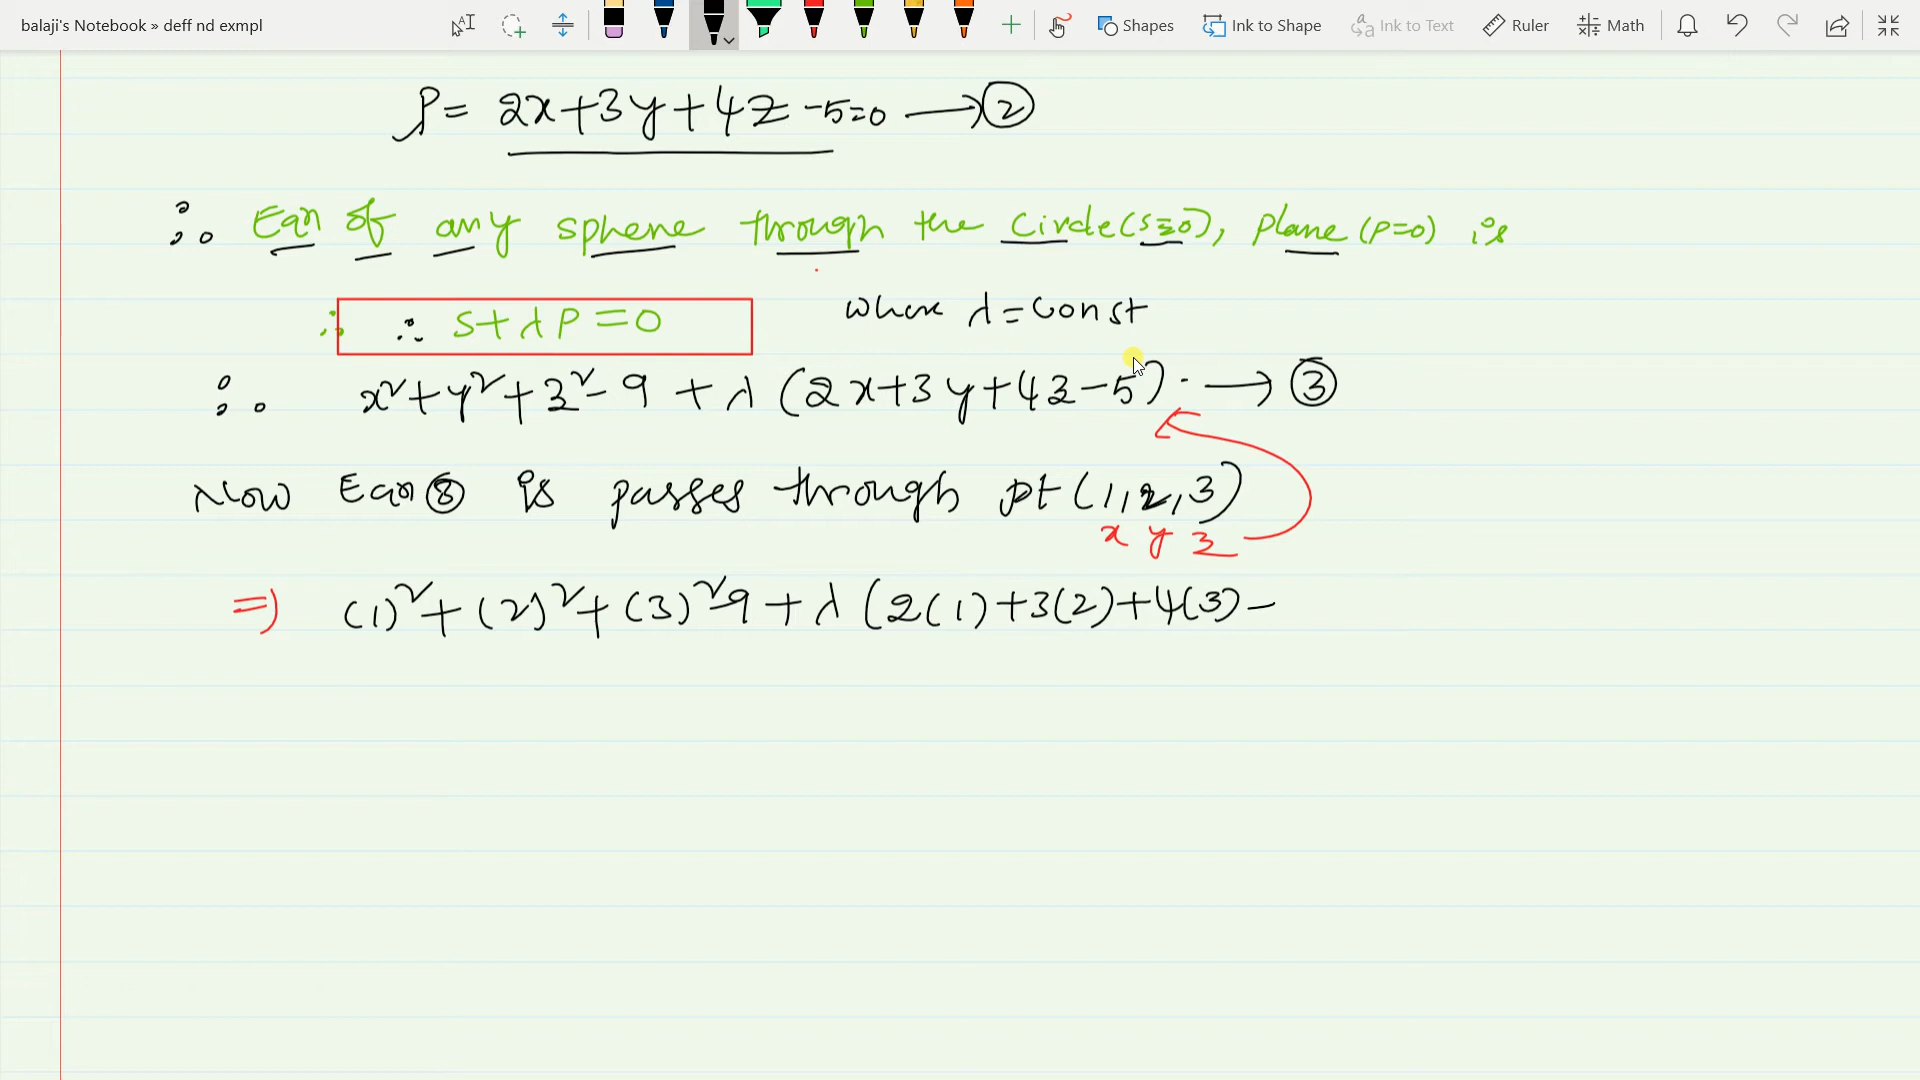 balaji's Notebook » deff nd exmpl Shapes Ink to Shape Ink to Text Ruler Math
P = 2x+3y+4z -5=0 ⟶ ②
∴ Eqn of any sphere through the Circle (S=0), Plane (P=0) is
∴ ∴ S+λP=0 where λ=const
∴ x²+y²+z²-9 + λ (2x+3y+4z-5) . ⟶ ③
Now Eqn ③ is passes through pt (1,2,3)
x y z
⇒ (1)²+(2)²+(3)²-9+λ(2(1)+3(2)+4(3)-